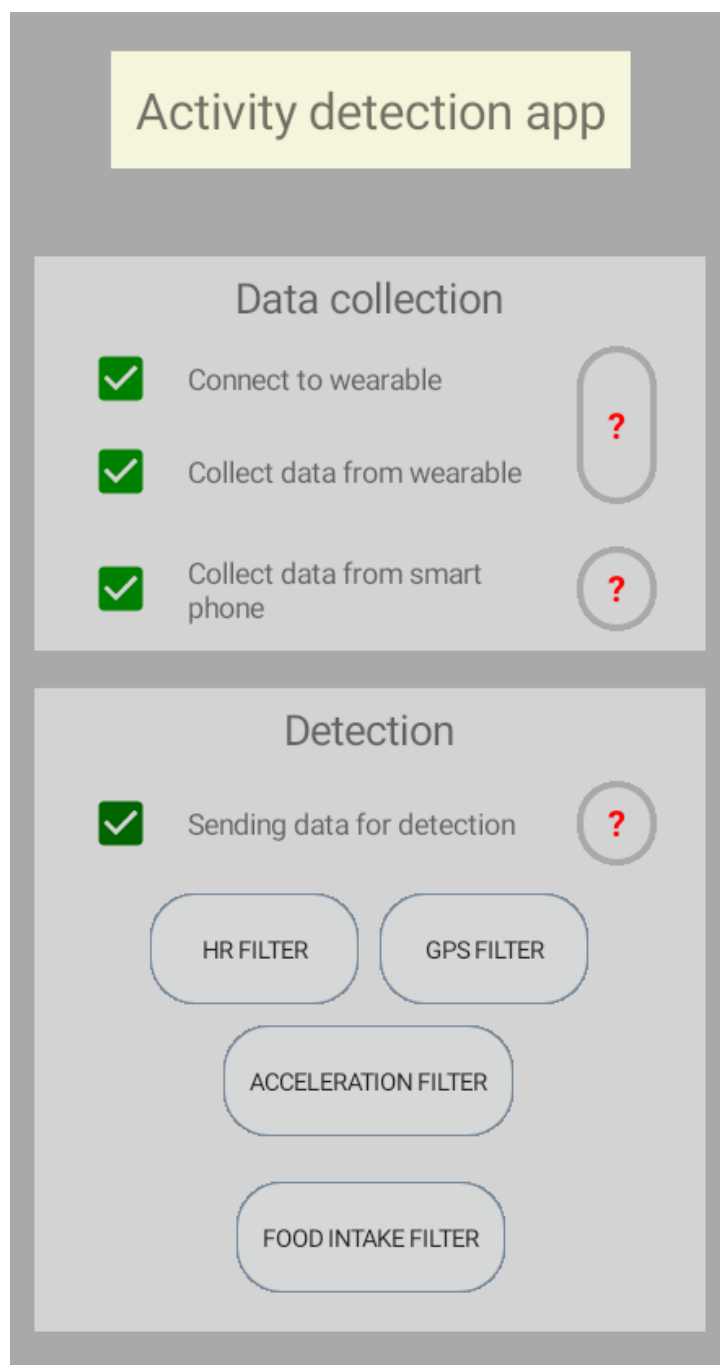 Activity detection app
Data collection
Connect to wearable
?
Collect data from wearable
Collect data from smart
phone
?
Detection
Sending data for detection
?
HR FILTER
GPS FILTER
ACCELERATION FILTER
FOOD INTAKE FILTER